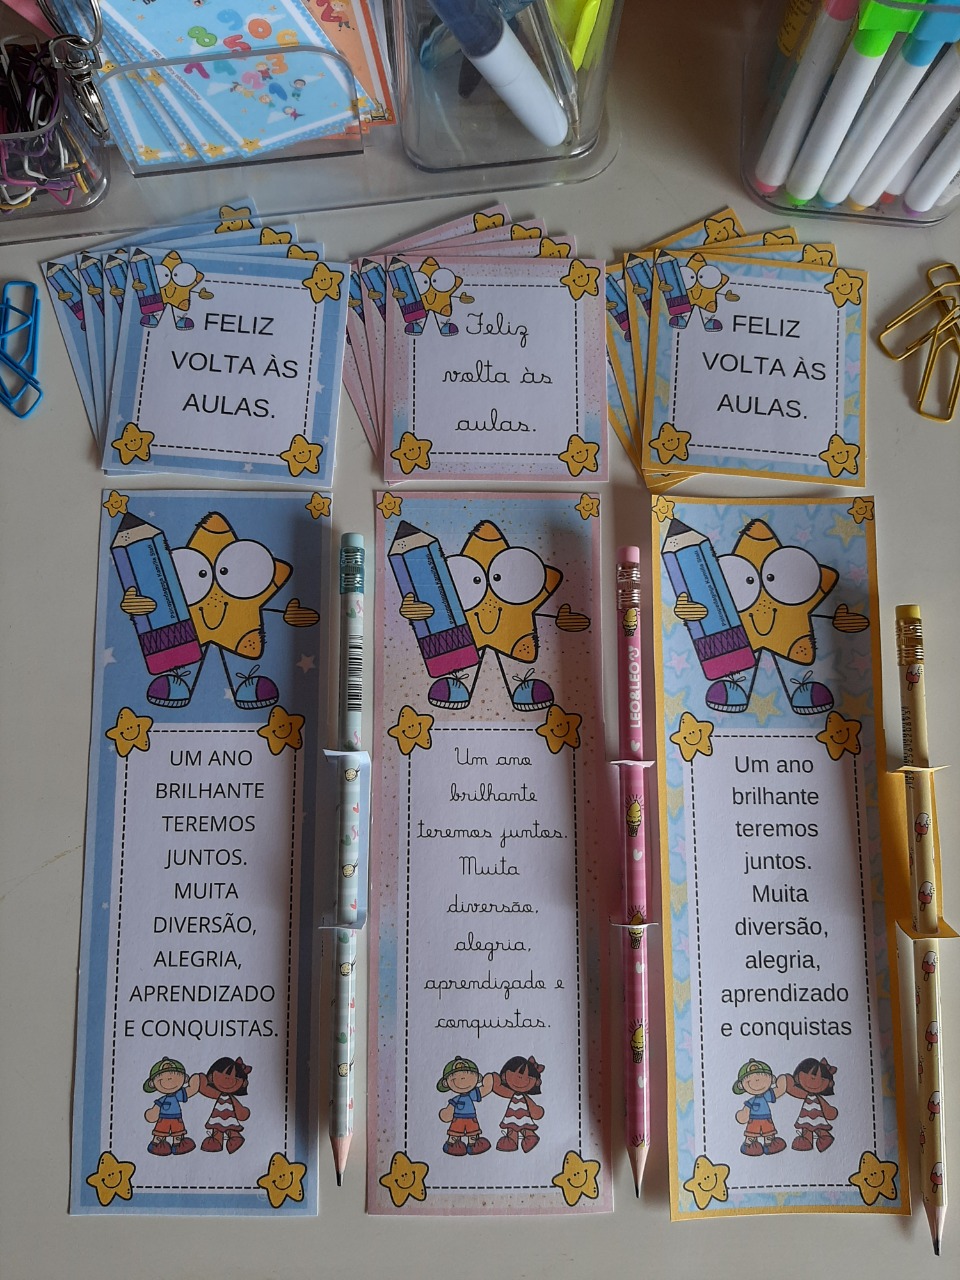 FELIZ
VOLTA ÀS
AULAS.
Feliz
volta às
aulas.
FELIZ
VOLTA ÀS
AULAS.
UM ANO
BRILHANTE
TEREMOS
JUNTOS.
MUITA
DIVERSÃO,
ALEGRIA,
APRENDIZADO
E CONQUISTAS.
Um ano
brilhante
teremos juntos.
Muita
diversão,
alegria,
aprendizado e
conquistas.
LEO&LEO
Um ano
brilhante
teremos
juntos.
Muita
diversão,
alegria,
aprendizado
e conquistas